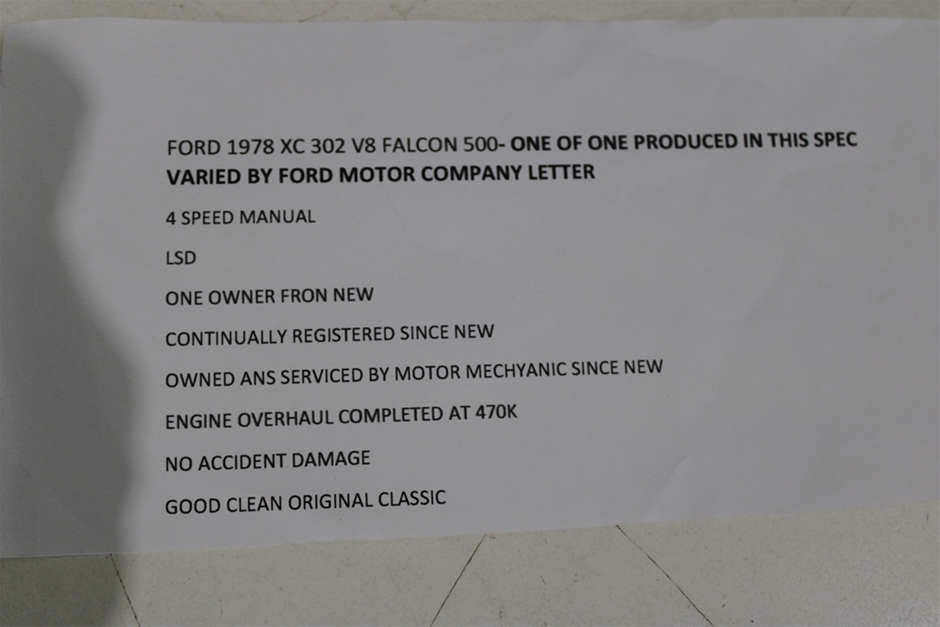 FORD 1978 XC 302 V8 FALCON 500- ONE OF ONE PRODUCED IN THIS SPEC
VARIED BY FORD MOTOR COMPANY LETTER
4 SPEED MANUAL
LSD
ONE OWNER FRON NEW
CONTINUALLY REGISTERED SINCE NEW
OWNED ANS SERVICED BY MOTOR MECHYANIC SINCE NEW
ENGINE OVERHAUL COMPLETED AT 470K
NO ACCIDENT DAMAGE
GOOD CLEAN ORIGINAL CLASSIC